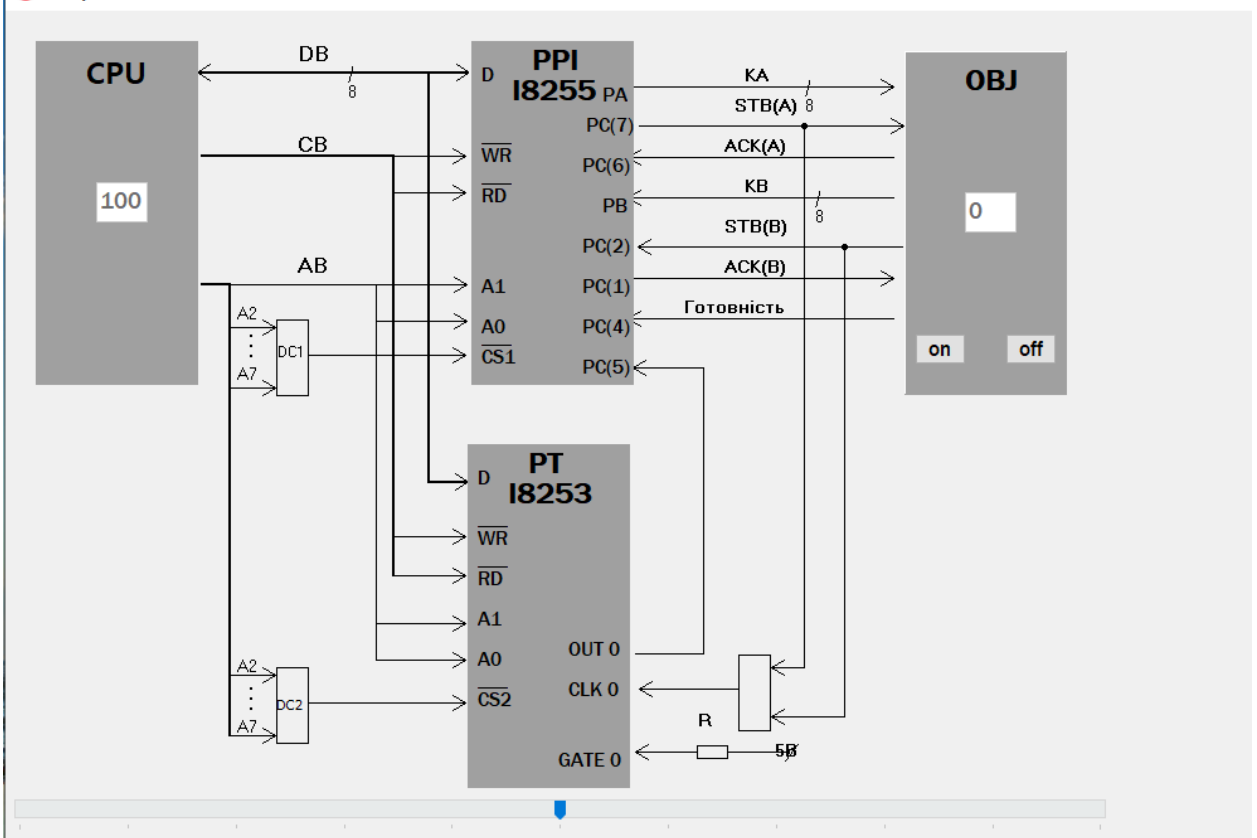 CPU
100
DB
8
CB
AB
A2
A7
DC1
PPI
I8255
D
WR
RD
A1
A0
CS1
PA
PC(7)
PC(6)
PB
PC(2)
PC(1)
PC(4)
PC(5)
KA
8
STB(A)
ACK(A)
KB
8
STB(B)
ACK(B)
Готовність
OBJ
0
on
off
PT
I8253
D
WR
RD
A1
A0
CS2
OUT 0
CLK 0
GATE 0
A2
A7
DC2
R
5В